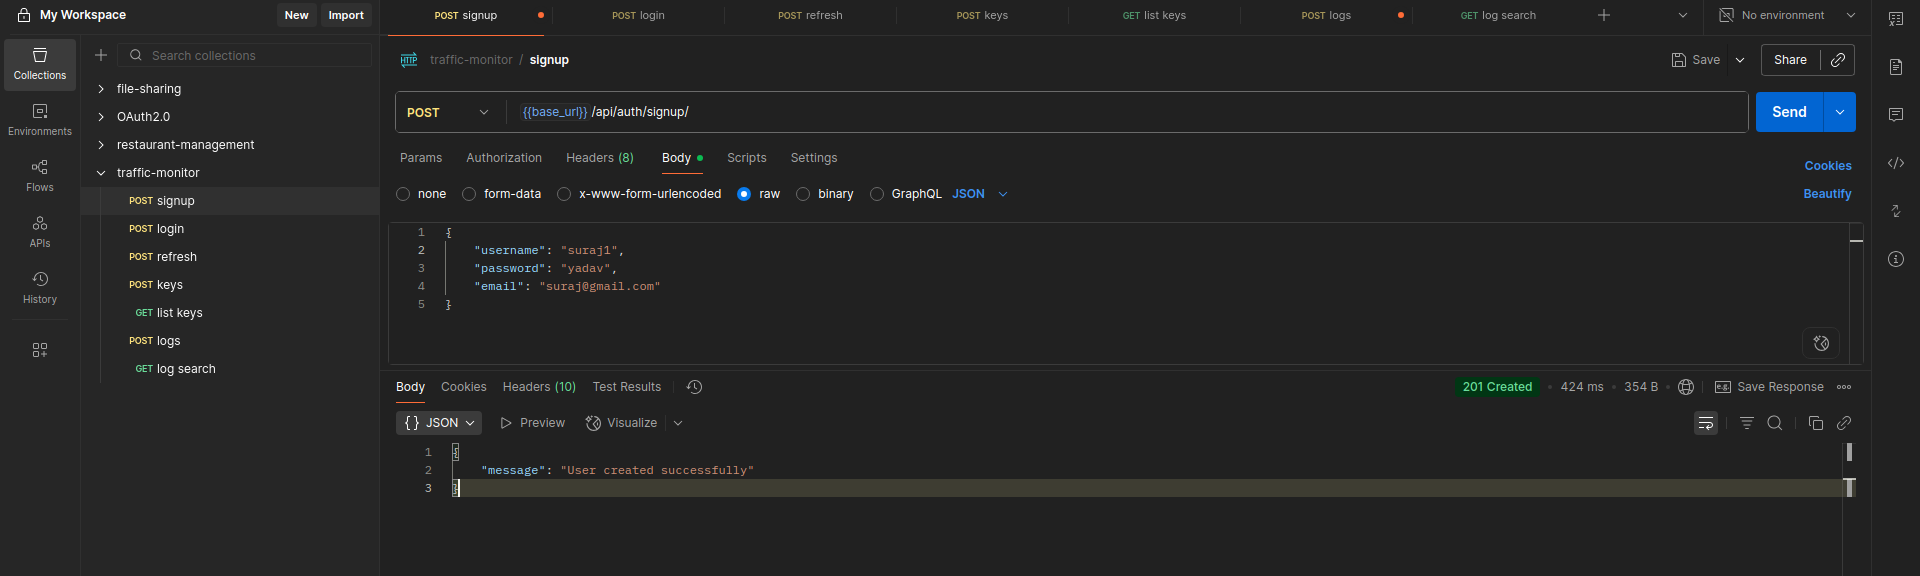 My Workspace
New
Import
POST signup
POST login
POST refresh
POST keys
GET list keys
POST logs
GET log search
No environment
Collections
Environments
Flows
APIs
History
Search collections
file-sharing
OAuth2.0
restaurant-management
traffic-monitor
POST signup
POST login
POST refresh
POST keys
GET list keys
POST logs
GET log search
HTTP traffic-monitor / signup
Save
Share
POST {{base_url}} /api/auth/signup/
Send
Params Authorization Headers (8) Body Scripts Settings
Cookies
none form-data x-www-form-urlencoded raw binary GraphQL JSON
Beautify
1 {
2 "username": "suraj1",
3 "password": "yadav",
4 "email": "suraj@gmail.com"
5 }
Body Cookies Headers (10) Test Results
201 Created 424 ms 354 B e.g. Save Response
{} JSON Preview Visualize
1 {
2 "message": "User created successfully"
3 }